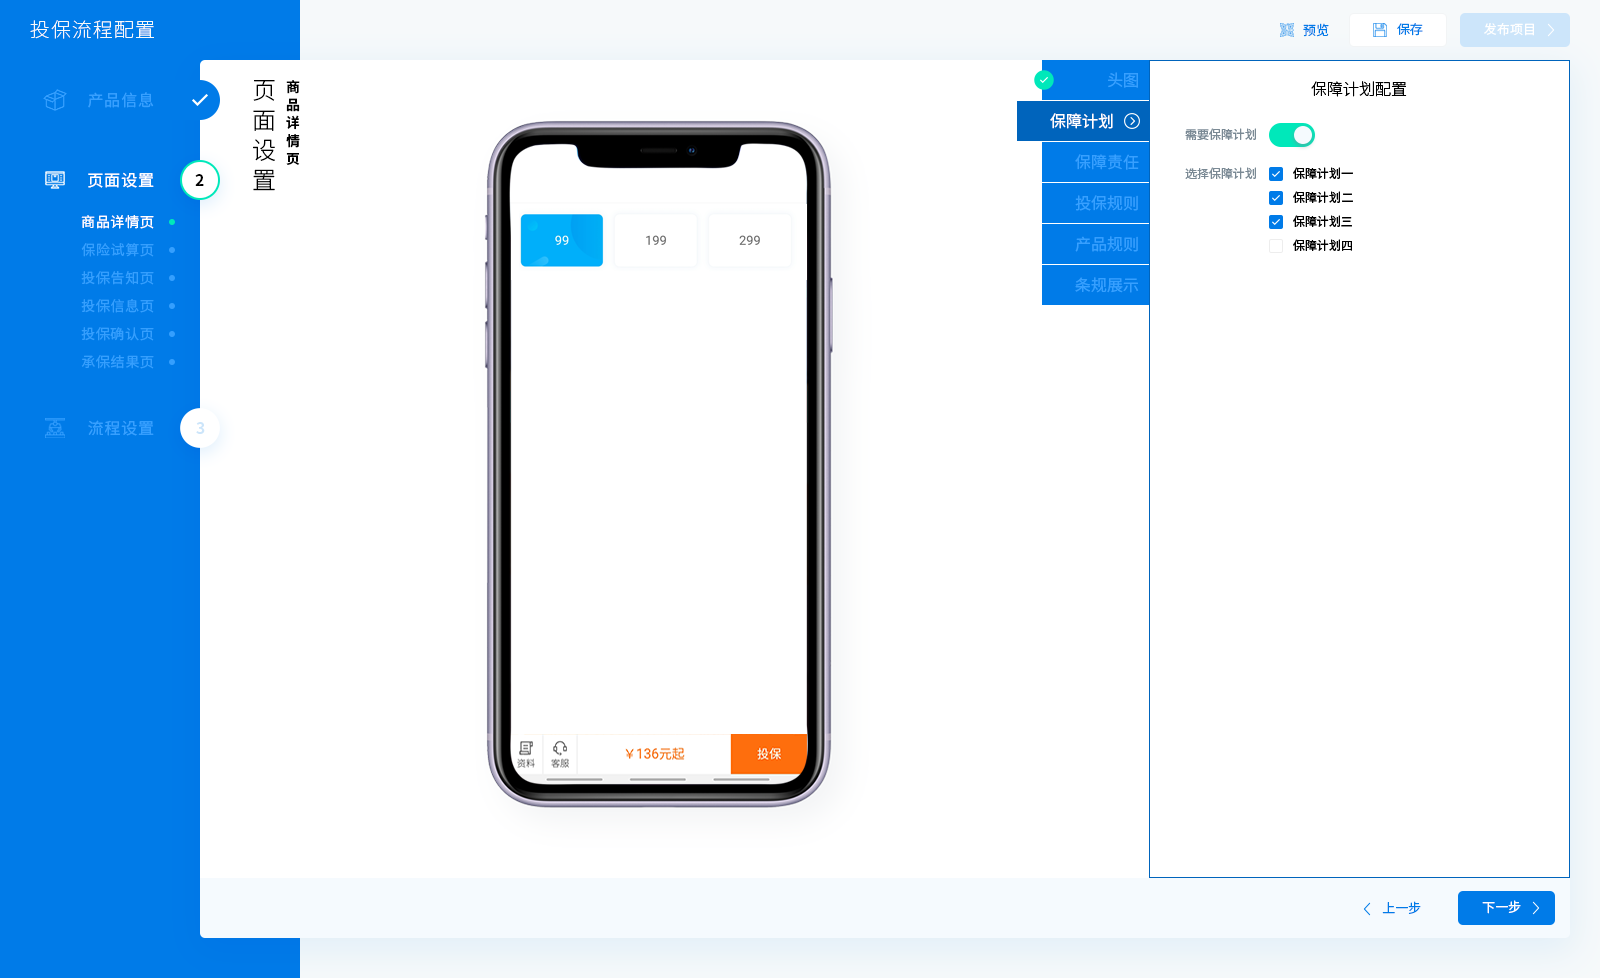 投保流程配置
预览
保存
发布项目
产品信息
页面设置
2
商品详情页
保险试算页
投保告知页
投保信息页
投保确认页
承保结果页
流程设置
3
页面设置
商品详情页
99
199
299
资料
客服
￥136元起
投保
头图
保障计划
保障责任
投保规则
产品规则
条规展示
保障计划配置
需要保障计划
选择保障计划
保障计划一
保障计划二
保障计划三
保障计划四
上一步
下一步